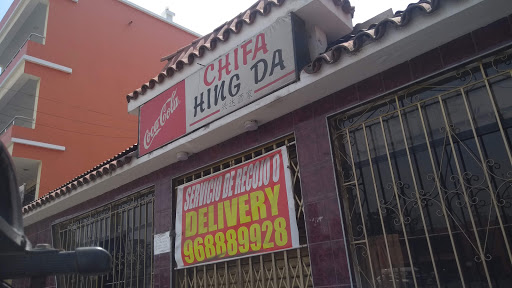 CHIFA
HING DA
Coca-Cola
SERVICIO DE RECOJO O
DELIVERY
968889928